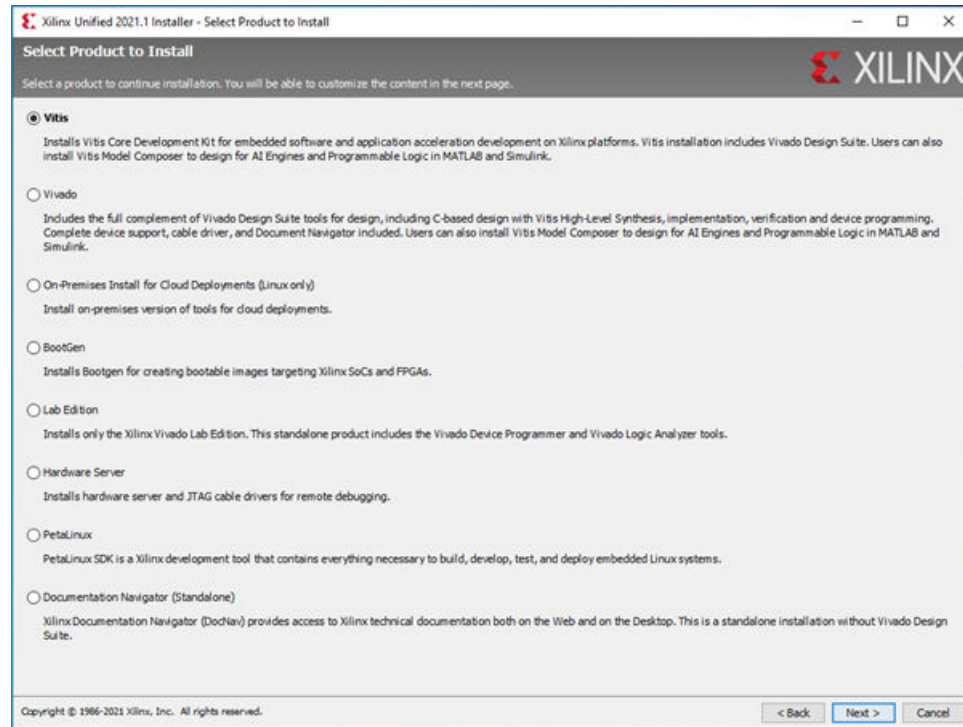 Xilinx Unified 2021.1 Installer - Select Product to Install
Select Product to Install
XILINX
Select a product to continue installation. You will be able to customize the content in the next page.
Vitis
Installs Vitis Core Development Kit for embedded software and application acceleration development on Xilinx platforms. Vitis installation includes Vivado Design Suite. Users can also
install Vitis Model Composer to design for AI Engines and Programmable Logic in MATLAB and Simulink.
Vivado
Includes the full complement of Vivado Design Suite tools for design, including C-based design with Vitis High-Level Synthesis, implementation, verification and device programming.
Complete device support, cable driver, and Document Navigator included. Users can also install Vitis Model Composer to design for AI Engines and Programmable Logic in MATLAB and
Simulink.
On-Premises Install for Cloud Deployments (Linux only)
Install on-premises version of tools for cloud deployments.
BootGen
Installs Bootgen for creating bootable images targeting Xilinx SoCs and FPGAs.
Lab Edition
Installs only the Xilinx Vivado Lab Edition. This standalone product includes the Vivado Device Programmer and Vivado Logic Analyzer tools.
Hardware Server
Installs hardware server and JTAG cable drivers for remote debugging.
PetaLinux
PetaLinux SDK is a Xilinx development tool that contains everything necessary to build, develop, test, and deploy embedded Linux systems.
Documentation Navigator (Standalone)
Xilinx Documentation Navigator (DocNav) provides access to Xilinx technical documentation both on the Web and on the Desktop. This is a standalone installation without Vivado Design
Suite.
Copyright © 1986-2021 Xilinx, Inc. All rights reserved.
< Back
Next >
Cancel